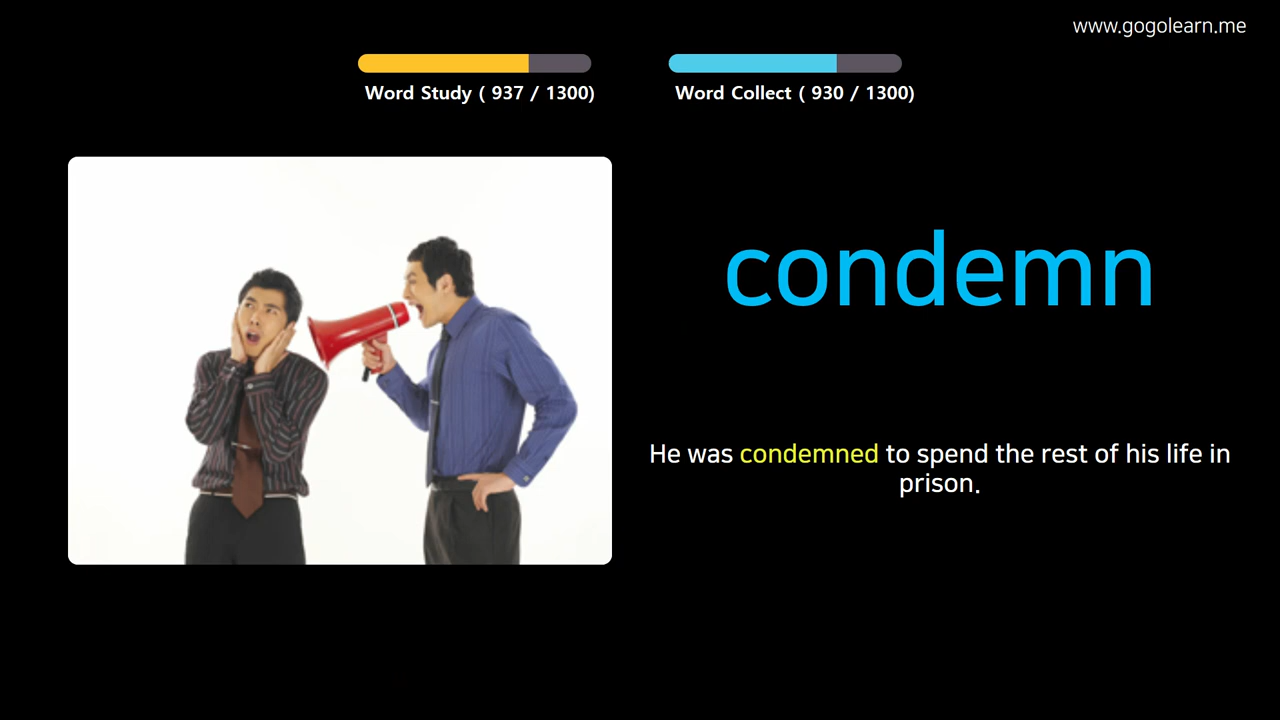 www.gogolearn.me
Word Study ( 937 / 1300)
Word Collect ( 930 / 1300)
condemn
He was condemned to spend the rest of his life in
prison.